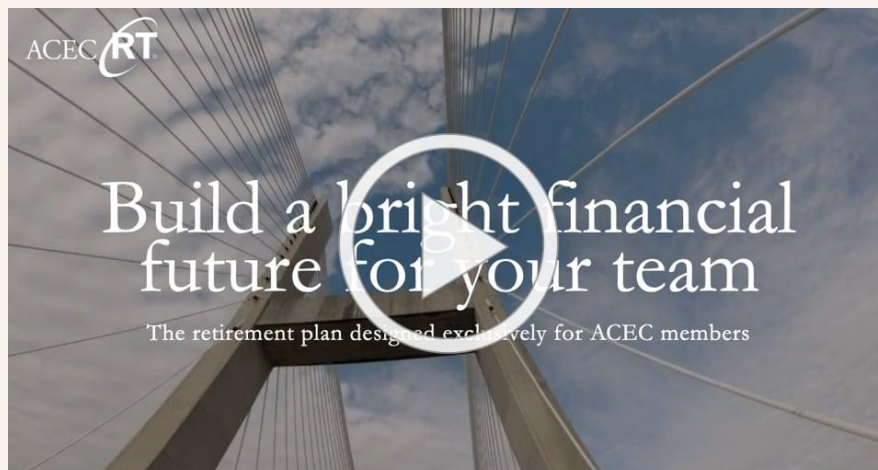 ACEC RT
Build a bright financial
future for your team
The retirement plan designed exclusively for ACEC members